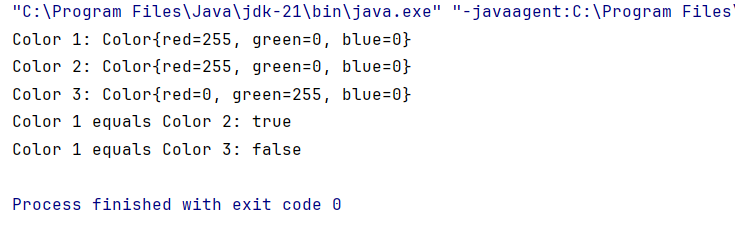 "C:\Program Files\Java\jdk-21\bin\java.exe" "-javaagent:C:\Program Files\
Color 1: Color{red=255, green=0, blue=0}
Color 2: Color{red=255, green=0, blue=0}
Color 3: Color{red=0, green=255, blue=0}
Color 1 equals Color 2: true
Color 1 equals Color 3: false
Process finished with exit code 0